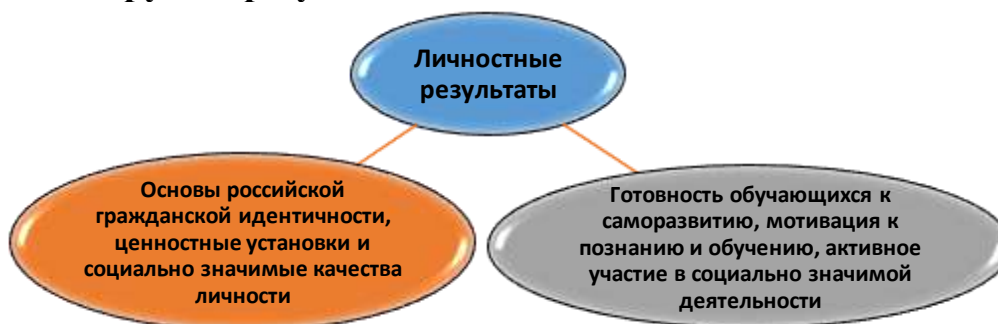 Личностные
результаты
Основы российской
гражданской идентичности,
ценностные установки и
социально значимые качества
личности
Готовность обучающихся к
саморазвитию, мотивация к
познанию и обучению, активное
участие в социально значимой
деятельности